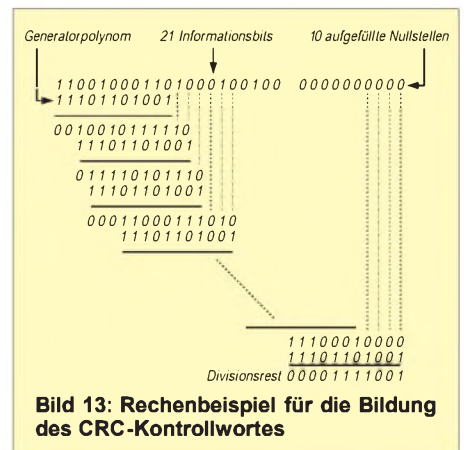 Generatorpolynom 21 Informationsbits 10 aufgefüllte Nullstellen
110010001101000100100 0000000000
11101101001
0010010111110
11101101001
011110101110
11101101001
00011000111010
11101101001
11100010000
11101101001
Divisionsrest 00001111001
Bild 13: Rechenbeispiel für die Bildung
des CRC-Kontrollwortes